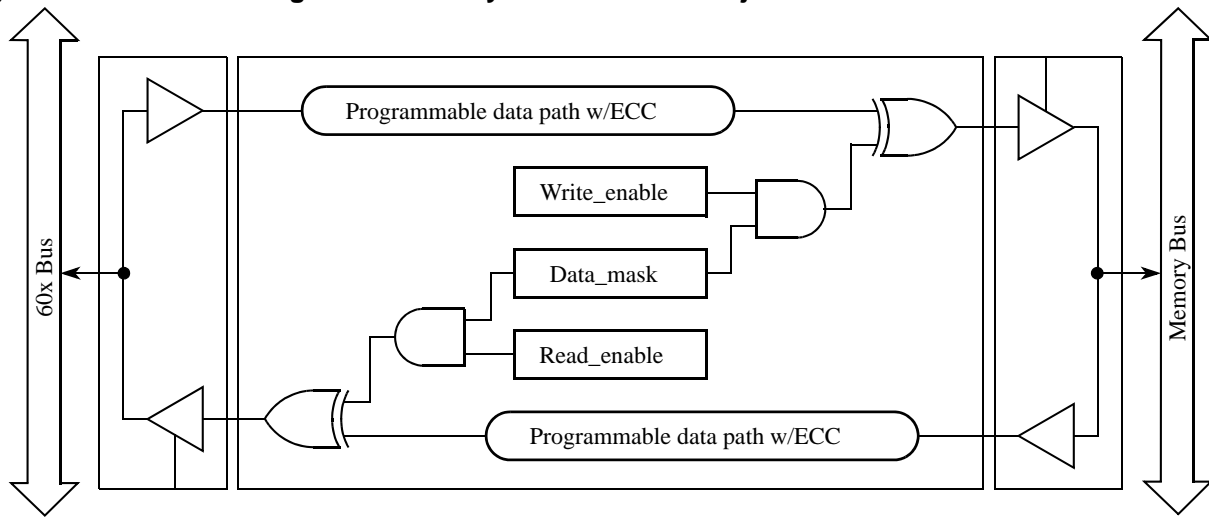 Programmable data path w/ECC
Write_enable
Data_mask
Read_enable
Programmable data path w/ECC
60x Bus
Memory Bus